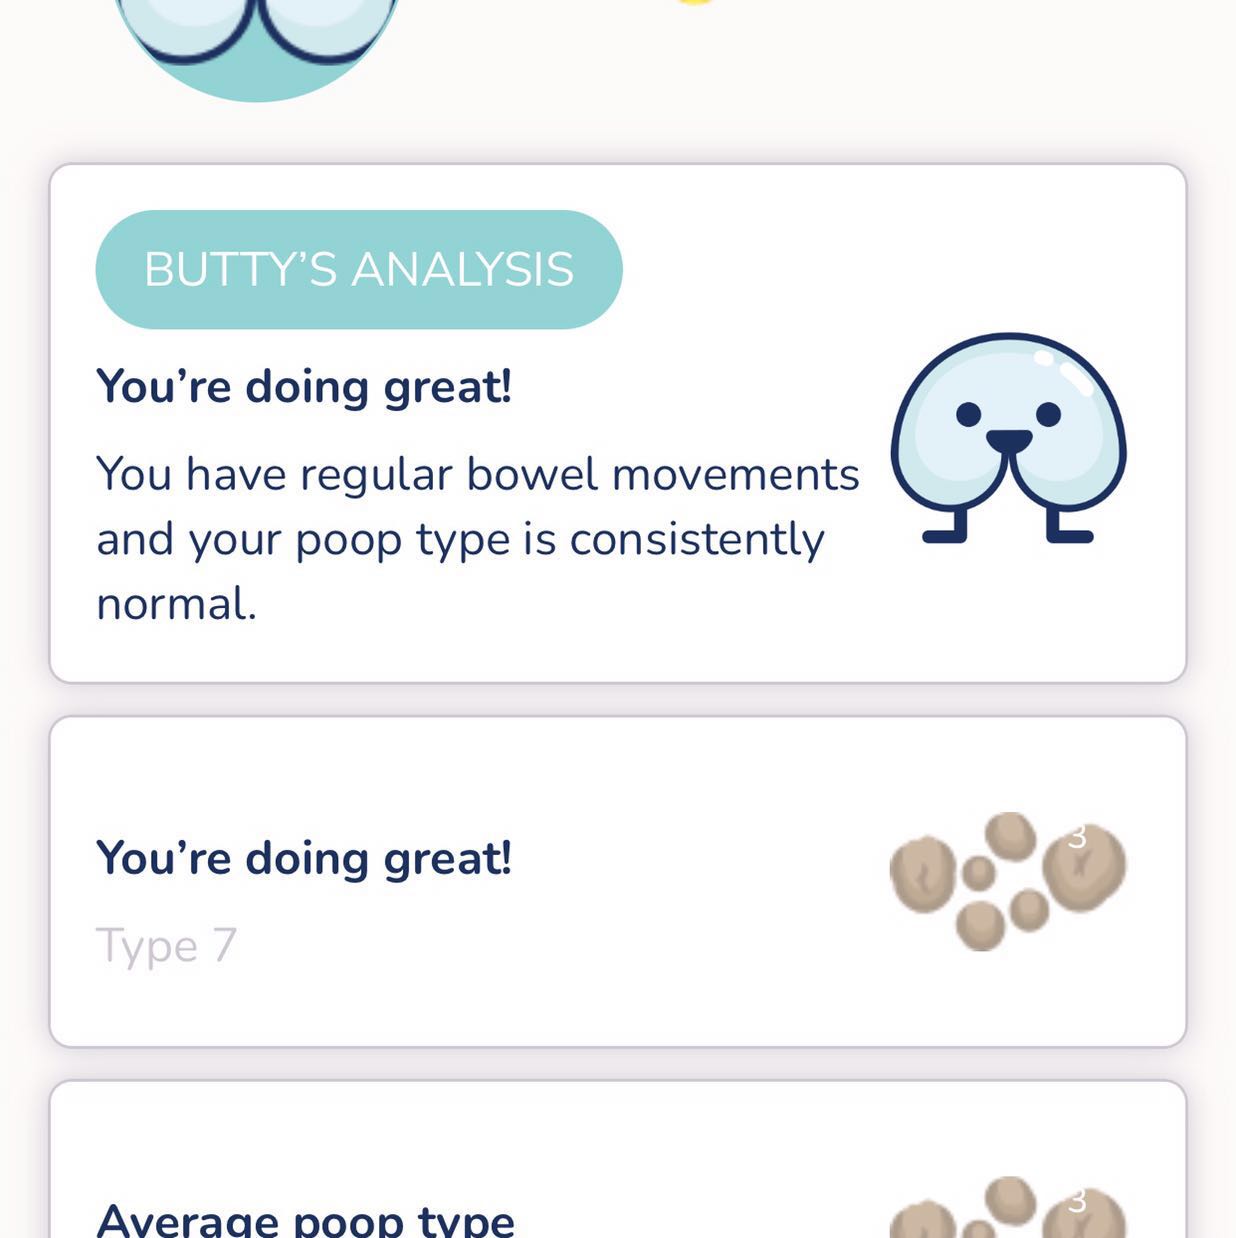 BUTTY’S ANALYSIS
You’re doing great!
You have regular bowel movements
and your poop type is consistently
normal.
3
You’re doing great!
Type 7
3
Average poop type